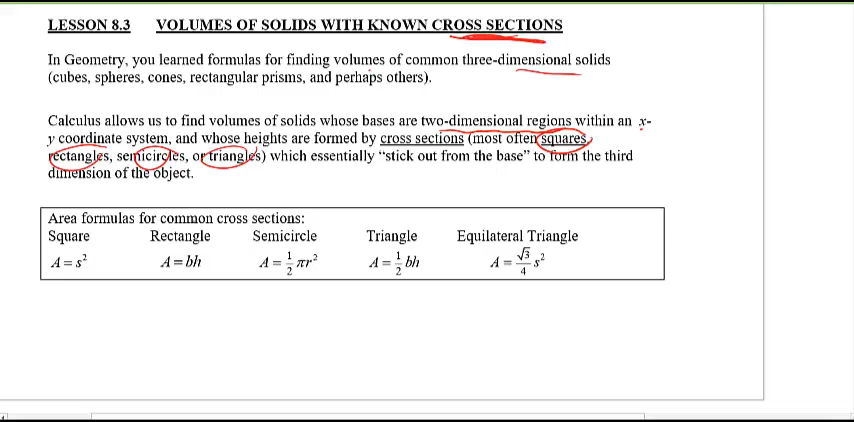 LESSON 8.3 VOLUMES OF SOLIDS WITH KNOWN CROSS SECTIONS
In Geometry, you learned formulas for finding volumes of common three-dimensional solids
(cubes, spheres, cones, rectangular prisms, and perhaps others).
Calculus allows us to find volumes of solids whose bases are two-dimensional regions within an x-
y coordinate system, and whose heights are formed by cross sections (most often squares,
rectangles, semicircles, or triangles) which essentially “stick out from the base” to form the third
dimension of the object.
Area formulas for common cross sections:
Square Rectangle Semicircle Triangle Equilateral Triangle
A = s² A = bh A = 1/2 πr² A = 1/2 bh A = √3/4 s²